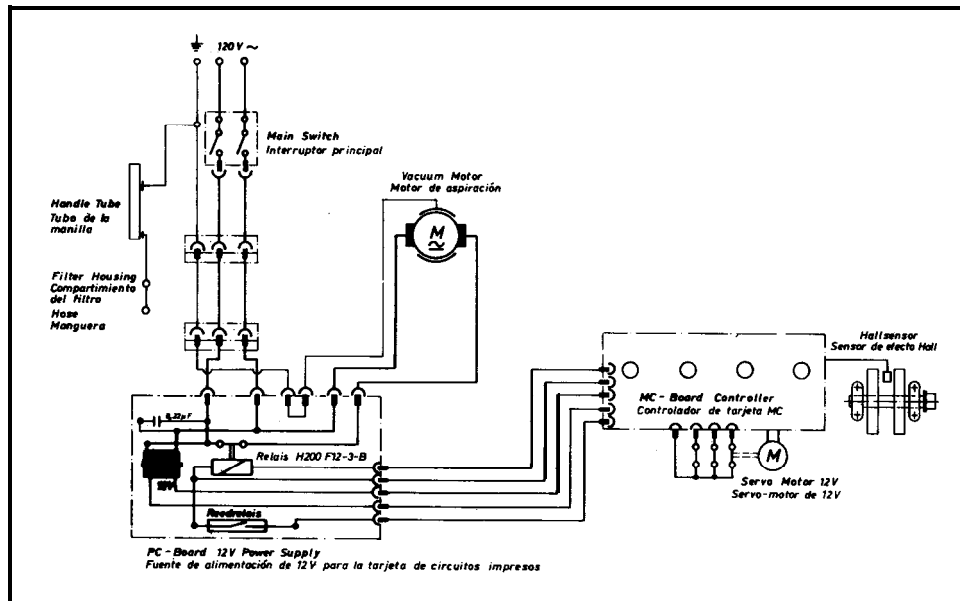 120V ~
Main Switch
Interruptor principal
Vacuum Motor
Motor de aspiración
M
Handle Tube
Tubo de la
manilla
Filter Housing
Compartimiento
del filtro
Hose
Manguera
Hallsensor
Sensor de efecto Hall
MC-Board Controller
Controlador de tarjeta MC
M
Servo Motor 12V
Servo-motor de 12V
0,22µF
Relais H200 F12-3-B
12V
Reedrelais
PC-Board 12V Power Supply
Fuente de alimentación de 12V para la tarjeta de circuitos impresos